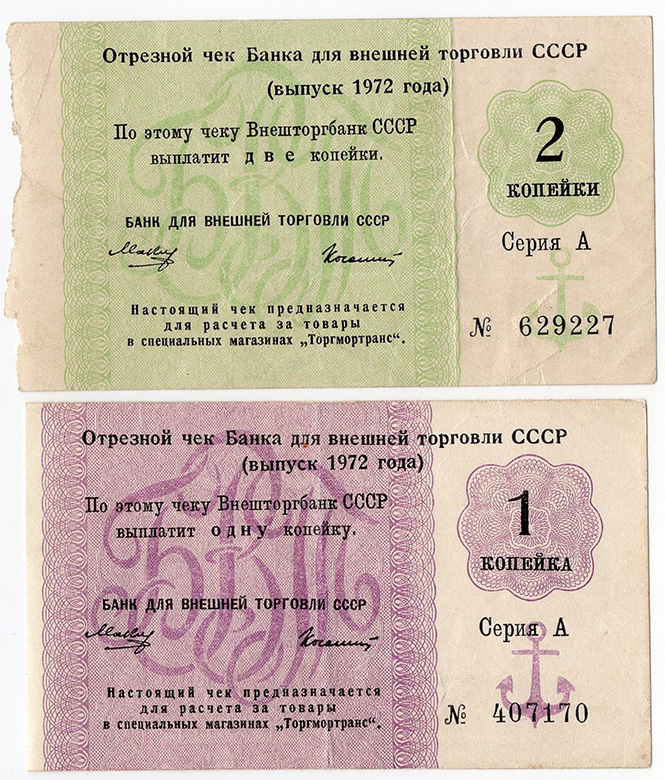 Отрезной чек Банка для внешней торговли СССР
(выпуск 1972 года)
По этому чеку Внешторгбанк СССР
выплатит две копейки.
2
КОПЕЙКИ
БАНК ДЛЯ ВНЕШНЕЙ ТОРГОВЛИ СССР
Серия А
Настоящий чек предназначается
для расчета за товары
в специальных магазинах „Торгмортранс“.
№ 629227
Отрезной чек Банка для внешней торговли СССР
(выпуск 1972 года)
По этому чеку Внешторгбанк СССР
выплатит одну копейку.
1
КОПЕЙКА
БАНК ДЛЯ ВНЕШНЕЙ ТОРГОВЛИ СССР
Серия А
Настоящий чек предназначается
для расчета за товары
в специальных магазинах „Торгмортранс“.
№ 407170